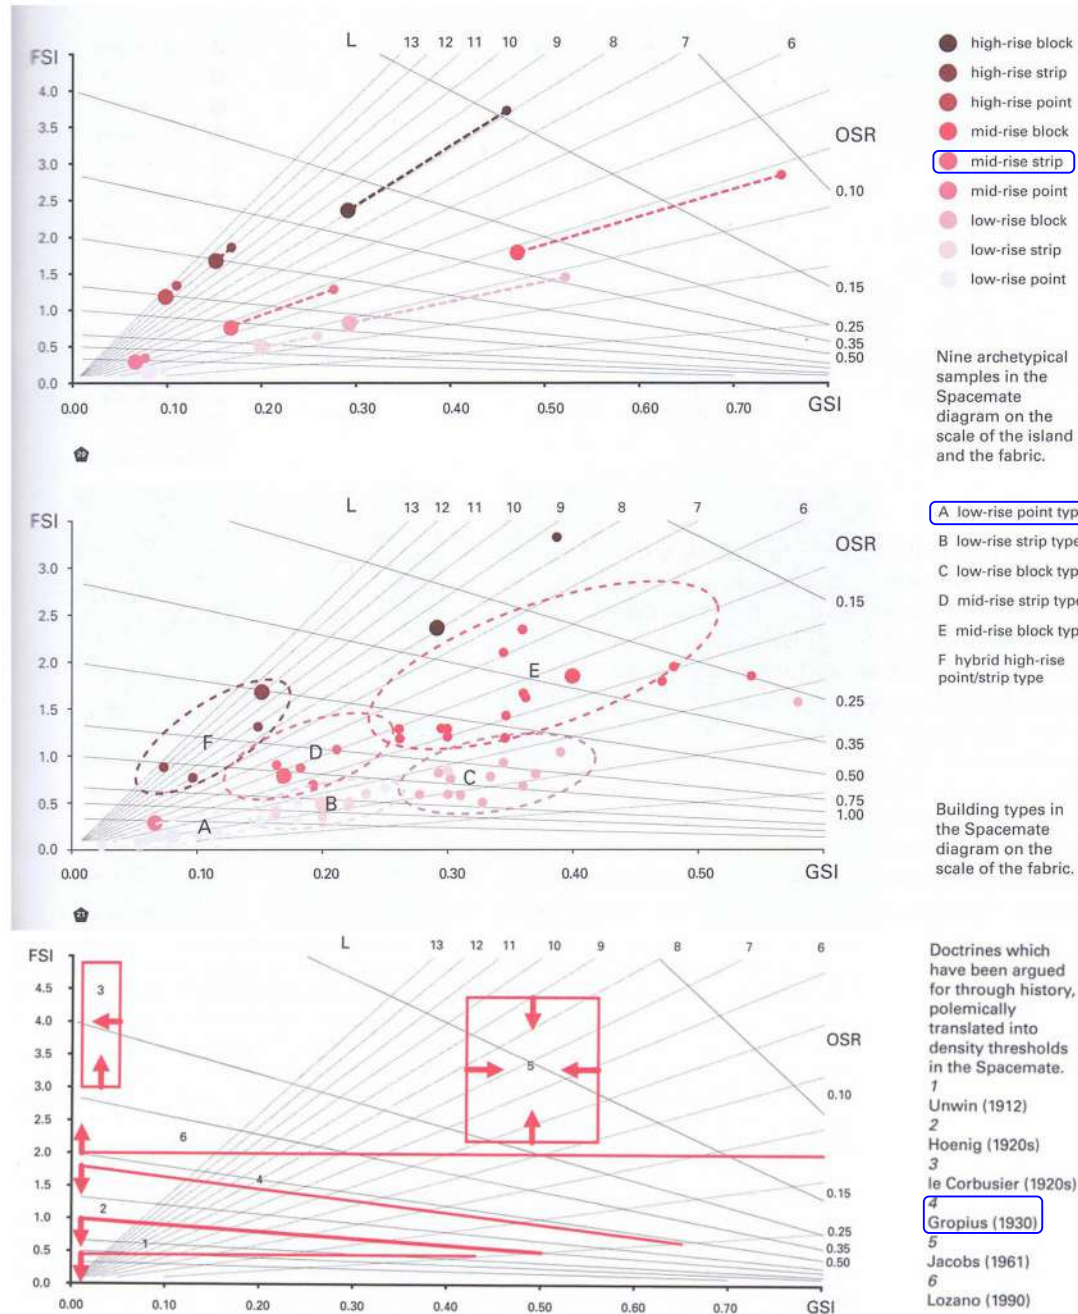 L
13
12
11
10
9
8
7
6
FSI
4.0
3.5
3.0
2.5
2.0
1.5
1.0
0.5
0.0
OSR
0.10
0.15
0.25
0.35
0.50
0.00
0.10
0.20
0.30
0.40
0.50
0.60
0.70
GSI
high-rise block
high-rise strip
high-rise point
mid-rise block
mid-rise strip
mid-rise point
low-rise block
low-rise strip
low-rise point
Nine archetypical
samples in the
Spacemate
diagram on the
scale of the island
and the fabric.
20
L
13
12
11
10
9
8
7
6
FSI
3.0
2.5
2.0
1.5
1.0
0.5
0.0
OSR
0.15
0.25
0.35
0.50
0.75
1.00
E
F
D
C
B
A
0.00
0.10
0.20
0.30
0.40
0.50
GSI
A low-rise point typ
B low-rise strip type
C low-rise block typ
D mid-rise strip type
E mid-rise block typ
F hybrid high-rise
point/strip type
Building types in
the Spacemate
diagram on the
scale of the fabric.
21
L
13
12
11
10
9
8
7
6
FSI
4.5
4.0
3.5
3.0
2.5
2.0
1.5
1.0
0.5
0.0
OSR
0.10
0.15
0.25
0.35
0.50
3
5
6
4
2
1
0.00
0.10
0.20
0.30
0.40
0.50
0.60
0.70
GSI
Doctrines which
have been argued
for through history,
polemically
translated into
density thresholds
in the Spacemate.
1
Unwin (1912)
2
Hoenig (1920s)
3
le Corbusier (1920s)
4
Gropius (1930)
5
Jacobs (1961)
6
Lozano (1990)